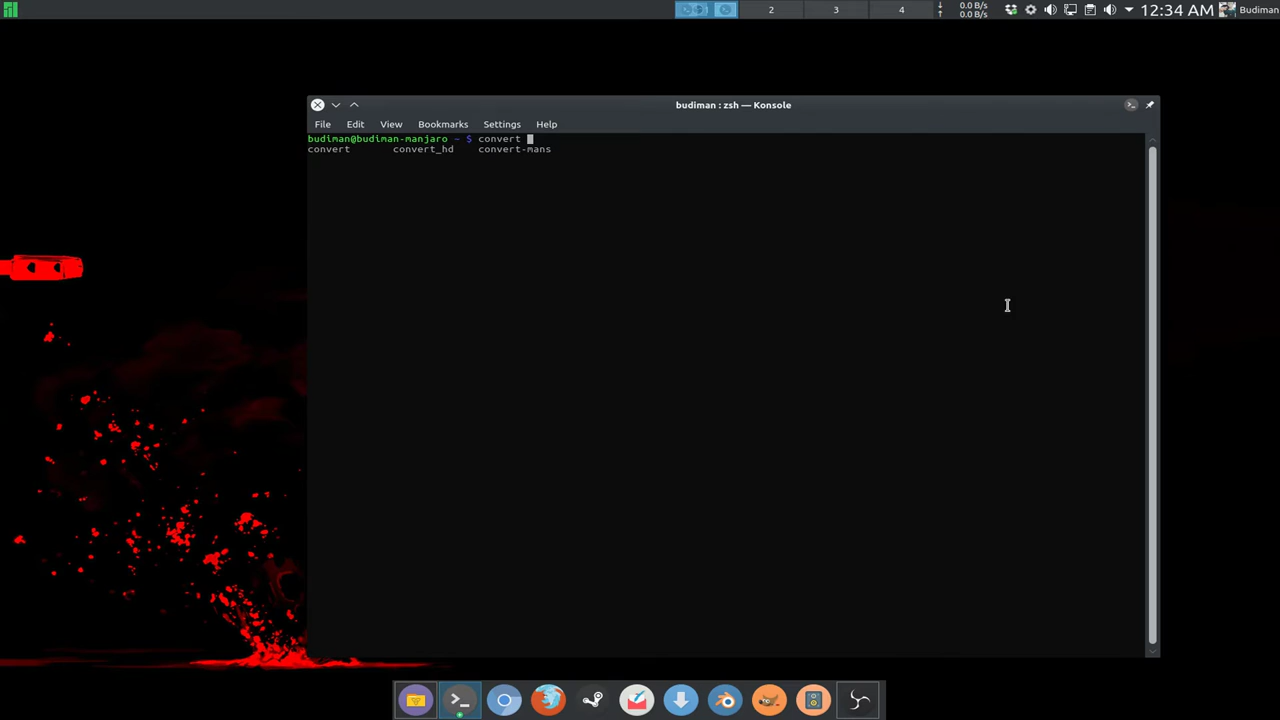 2 3 4 0.0 B/s 12:34 AM Budiman
0.0 B/s
budiman : zsh — Konsole
File Edit View Bookmarks Settings Help
budiman@budiman-manjaro ~ $ convert
convert convert_hd convert-mans